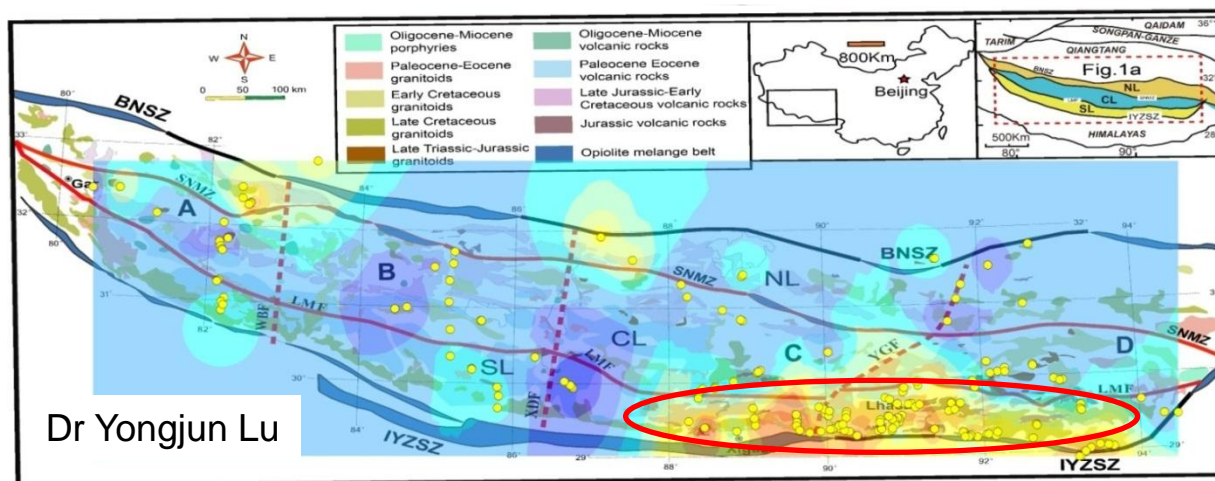 N
W E
S
0 50 100 km
Oligocene-Miocene
porphyries
Paleocene-Eocene
granitoids
Early Cretaceous
granitoids
Late Cretaceous
granitoids
Late Triassic-Jurassic
granitoids
Oligocene-Miocene
volcanic rocks
Paleocene Eocene
volcanic rocks
Late Jurassic-Early
Cretaceous volcanic rocks
Jurassic volcanic rocks
Opiolite melange belt
800Km
Beijing
QAIDAM
SONGPAN-GANZE
TARIM
QIANGTANG
36°
Fig.1a
BNSZ
NL
32°
LMF
CL
SL
IYZSZ
500Km
HIMALAYAS
80°
90°
28°
80°
BNSZ
82°
33°
SNMZ
84°
A
32°
86°
90°
92°
33°
94°
80°
B
BNSZ
NL
SNMZ
31°
LMF
WBF
82°
CL
LMF
C
YGF
D
SNMZ
SL
30°
XDF
LMF
Dr Yongjun Lu
84°
IYZSZ
86°
29°
88°
90°
92°
94°
29°
IYZSZ